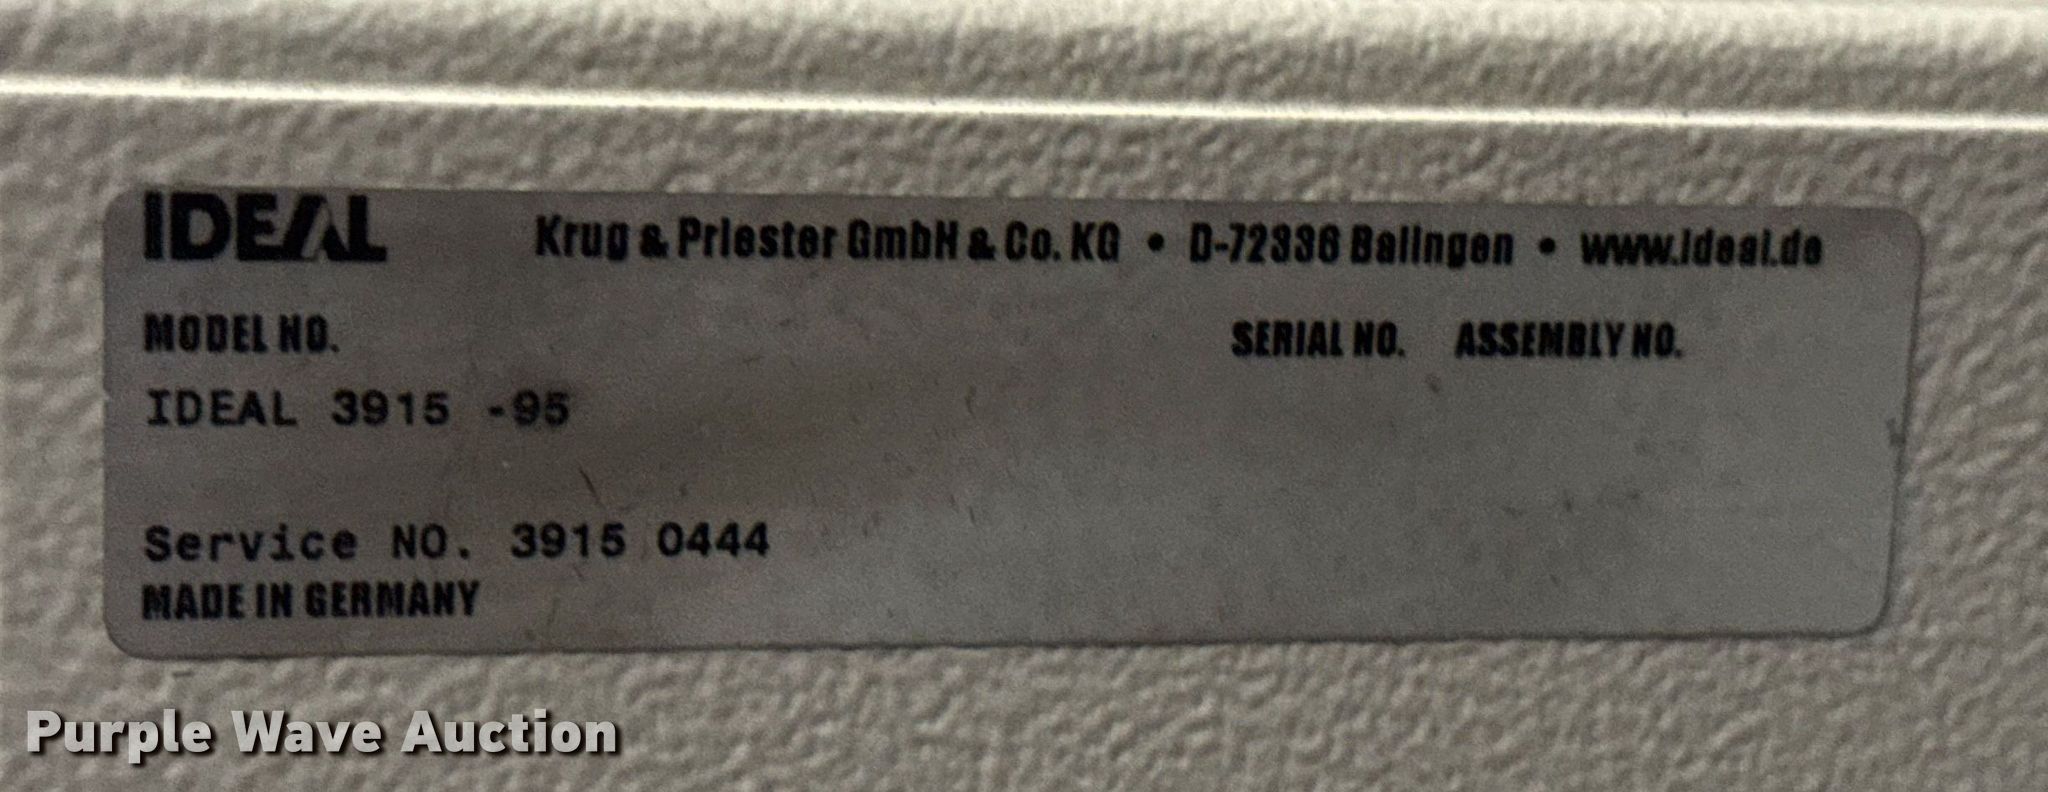 IDEAL Krug & Priester GmbH & Co. KG • D-72336 Balingen • www.ideal.de
MODEL NO. SERIAL NO. ASSEMBLY NO.
IDEAL 3915 -95
Service NO. 3915 0444
MADE IN GERMANY
Purple Wave Auction